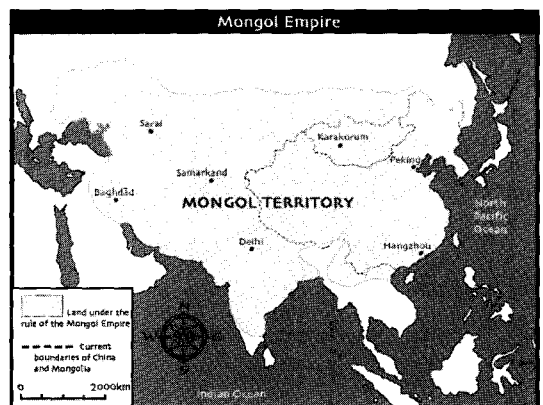 Mongol Empire
Sarai
Karakorum
Peking
Samarkand
Baghdad
MONGOL TERRITORY
North
Pacific
Ocean
Delhi
Hangzhou
Land under the
rule of the Mongol Empire
Current
boundaries of China
and Mongolia
0 2000km
N
W E
S
Indian Ocean